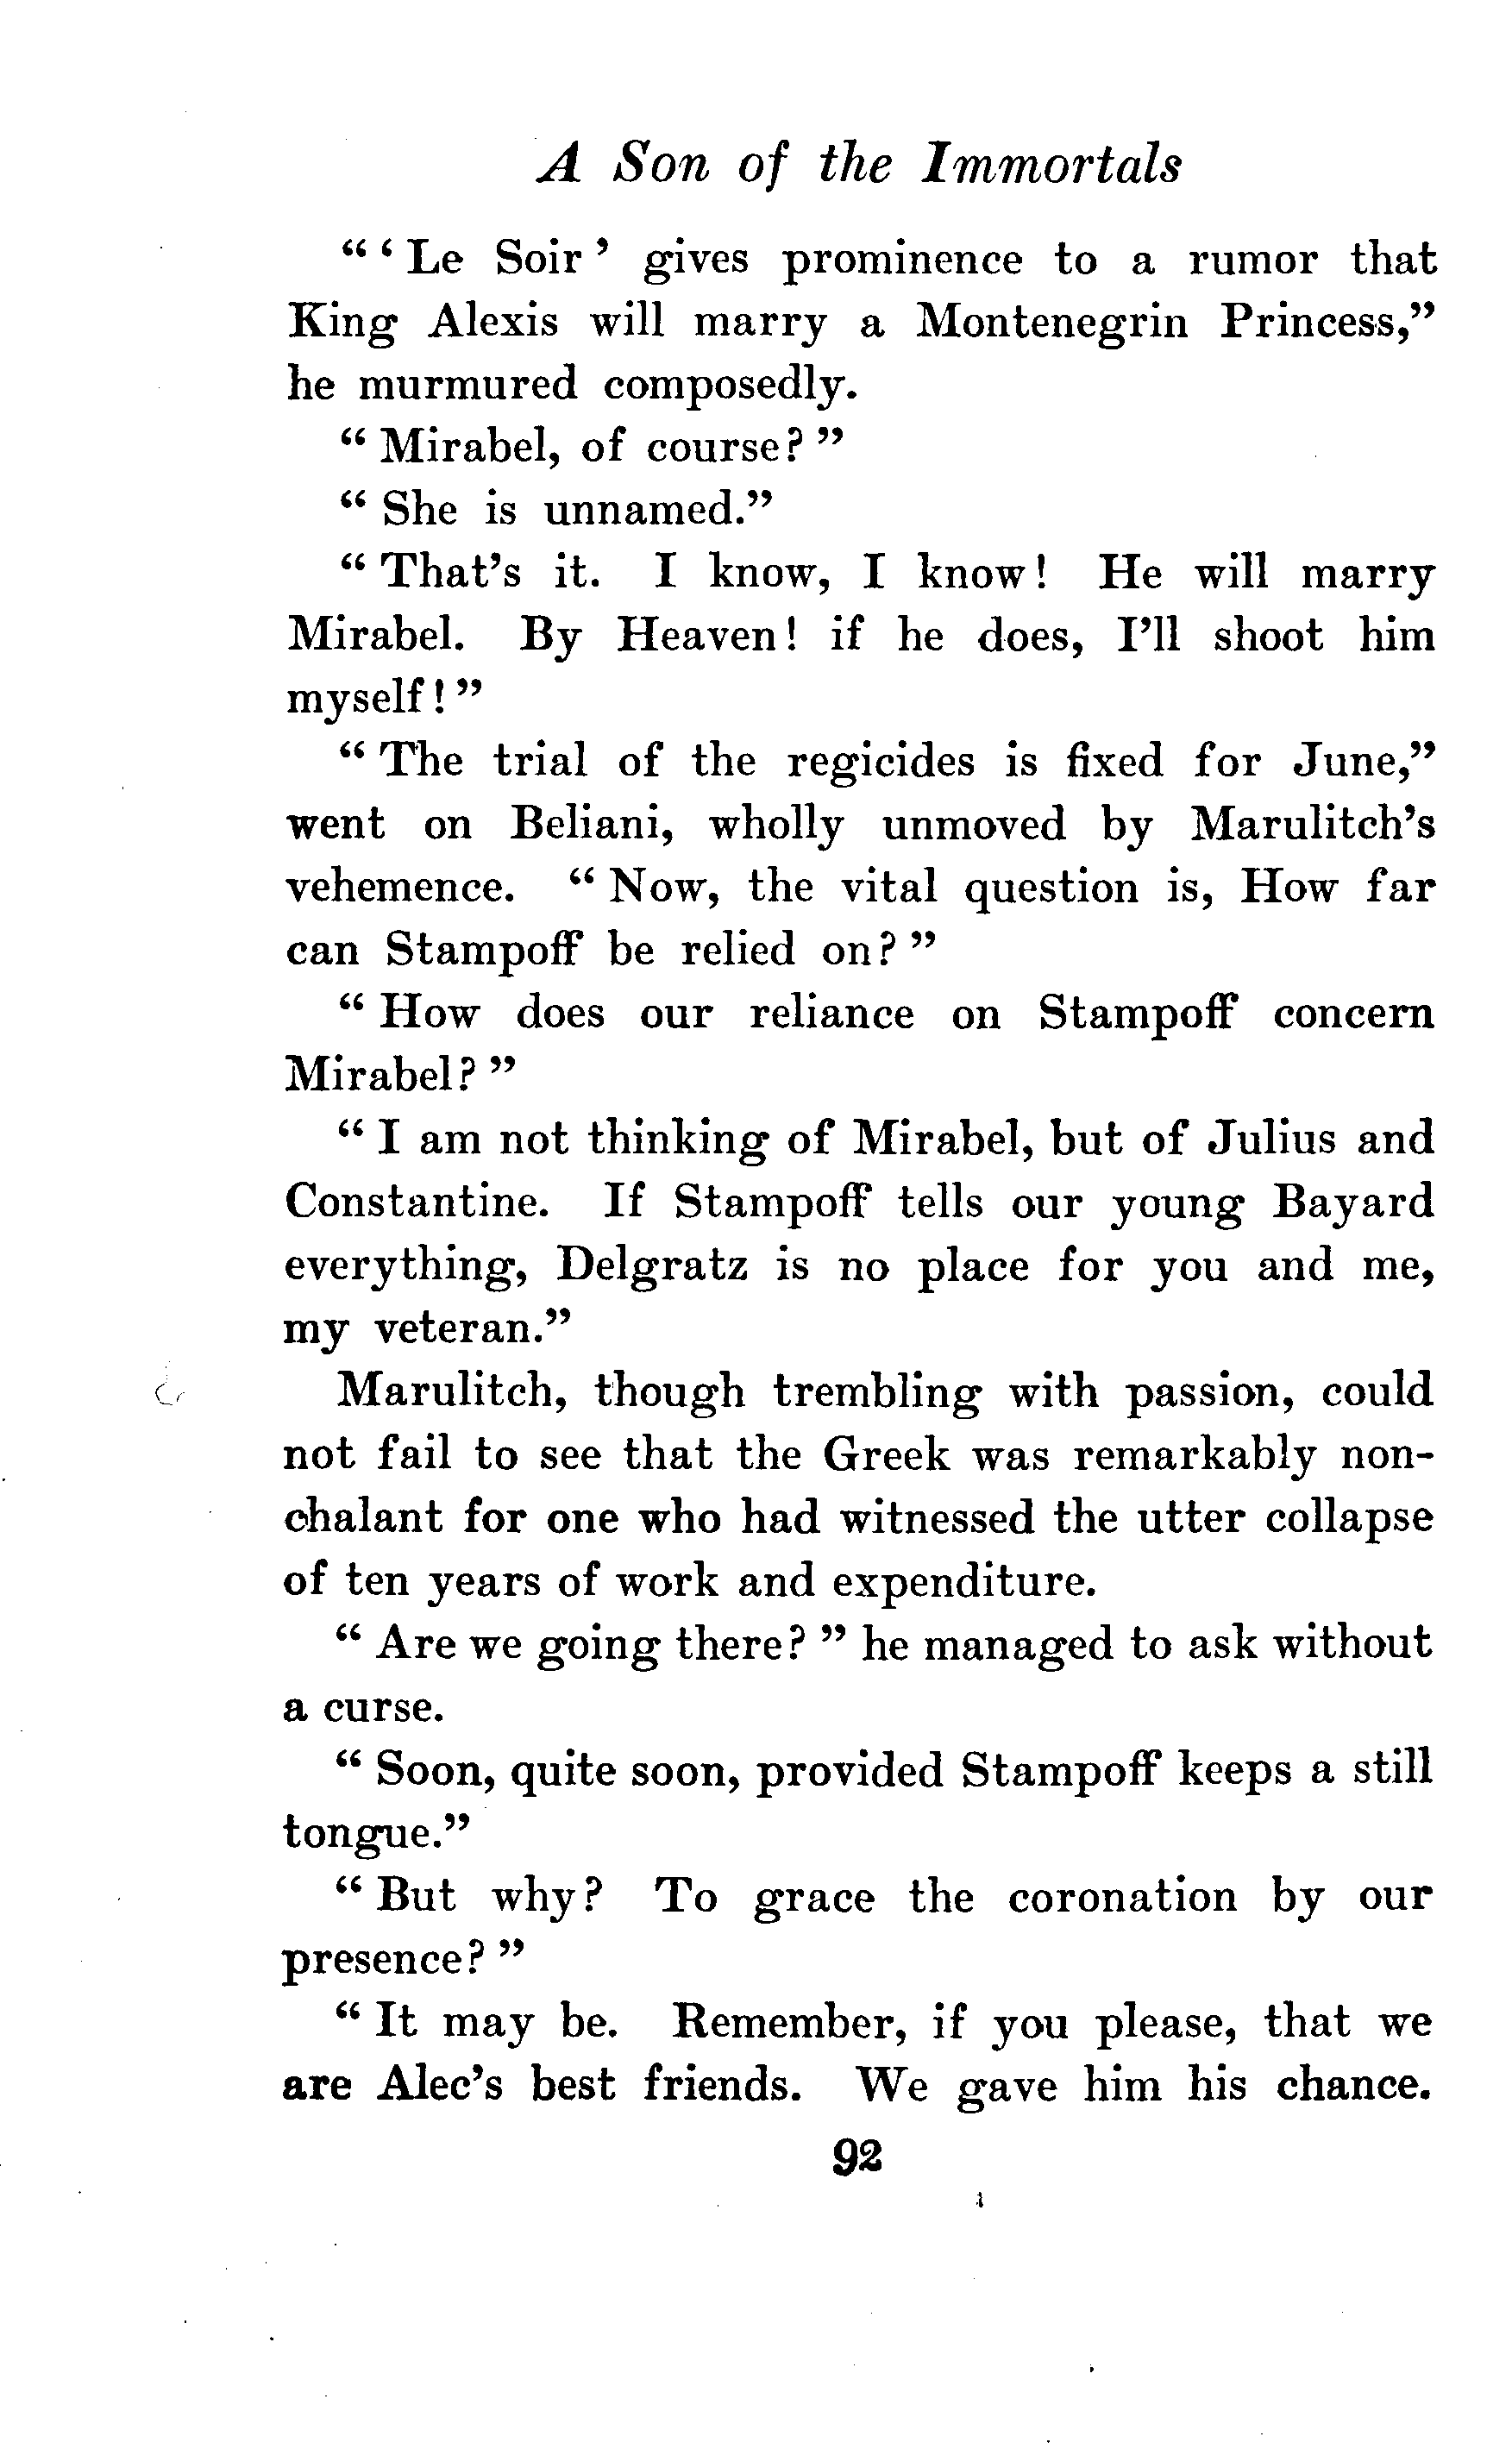 A Son of the Immortals
“ ‘ Le Soir ’ gives prominence to a rumor that
King Alexis will marry a Montenegrin Princess,”
he murmured composedly.
“ Mirabel, of course? ”
“ She is unnamed.”
“ That’s it. I know, I know! He will marry
Mirabel. By Heaven! if he does, I’ll shoot him
myself! ”
“ The trial of the regicides is fixed for June,”
went on Beliani, wholly unmoved by Marulitch’s
vehemence. “ Now, the vital question is, How far
can Stampoff be relied on? ”
“ How does our reliance on Stampoff concern
Mirabel? ”
“ I am not thinking of Mirabel, but of Julius and
Constantine. If Stampoff tells our young Bayard
everything, Delgratz is no place for you and me,
my veteran.”
Marulitch, though trembling with passion, could
not fail to see that the Greek was remarkably non-
chalant for one who had witnessed the utter collapse
of ten years of work and expenditure.
“ Are we going there? ” he managed to ask without
a curse.
“ Soon, quite soon, provided Stampoff keeps a still
tongue.”
“ But why? To grace the coronation by our
presence? ”
“ It may be. Remember, if you please, that we
are Alec’s best friends. We gave him his chance.
92